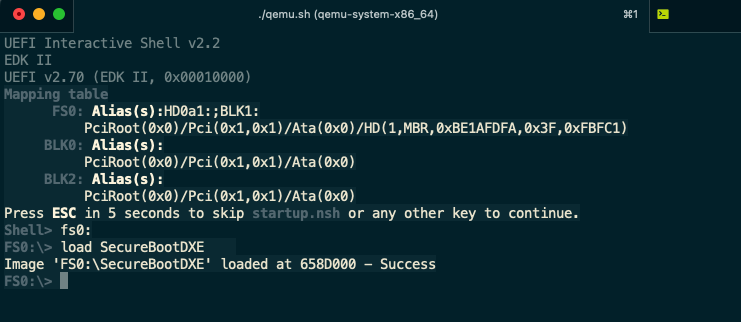 ./qemu.sh (qemu-system-x86_64)
⌘1
UEFI Interactive Shell v2.2
EDK II
UEFI v2.70 (EDK II, 0x00010000)
Mapping table
FS0: Alias(s):HD0a1:;BLK1:
PciRoot(0x0)/Pci(0x1,0x1)/Ata(0x0)/HD(1,MBR,0xBE1AFDFA,0x3F,0xFBFC1)
BLK0: Alias(s):
PciRoot(0x0)/Pci(0x1,0x1)/Ata(0x0)
BLK2: Alias(s):
PciRoot(0x0)/Pci(0x1,0x1)/Ata(0x0)
Press ESC in 5 seconds to skip startup.nsh or any other key to continue.
Shell> fs0:
FS0:\> load SecureBootDXE
Image 'FS0:\SecureBootDXE' loaded at 658D000 - Success
FS0:\>